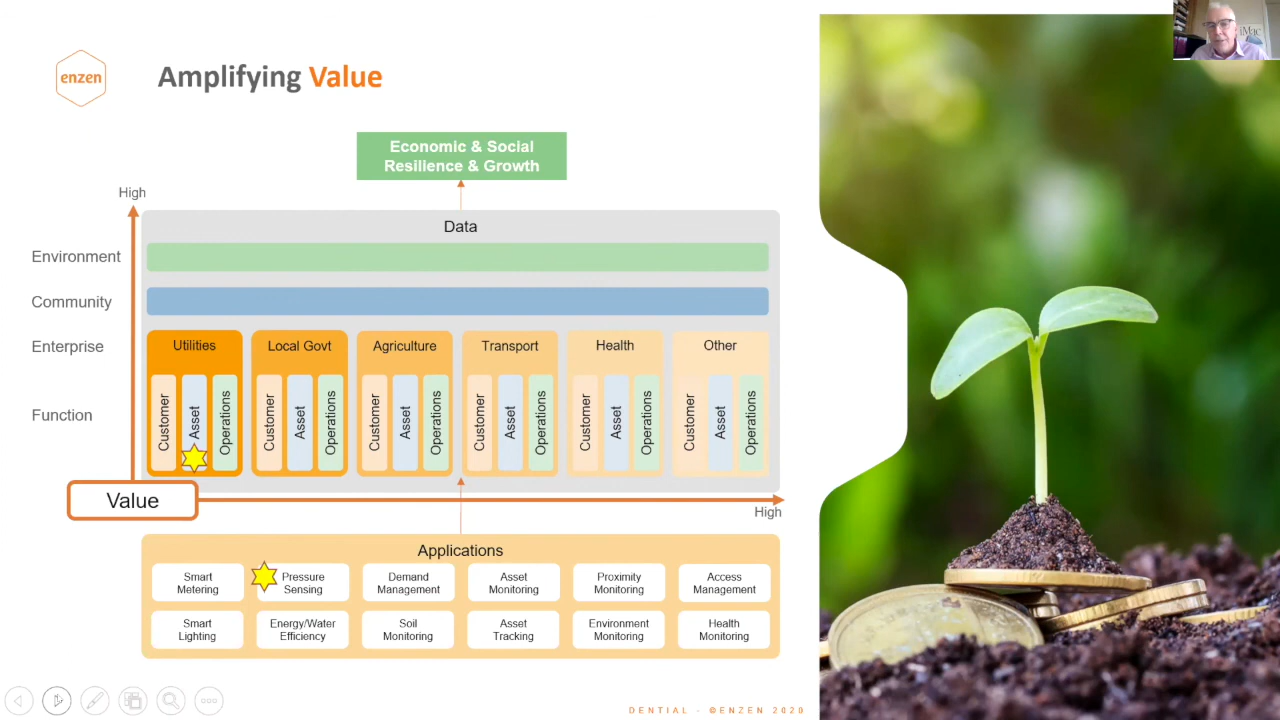 enzen
Amplifying Value
Economic & Social
Resilience & Growth
High
Data
Environment
Community
Enterprise
Function
Utilities
Local Govt
Agriculture
Transport
Health
Other
Customer
Asset
Operations
Customer
Asset
Operations
Customer
Asset
Operations
Customer
Asset
Operations
Customer
Asset
Operations
Customer
Asset
Operations
Value
High
Applications
Smart
Metering
Pressure
Sensing
Demand
Management
Asset
Monitoring
Proximity
Monitoring
Access
Management
Smart
Lighting
Energy/Water
Efficiency
Soil
Monitoring
Asset
Tracking
Environment
Monitoring
Health
Monitoring
DENTIAL - ©ENZEN 2020
iMac